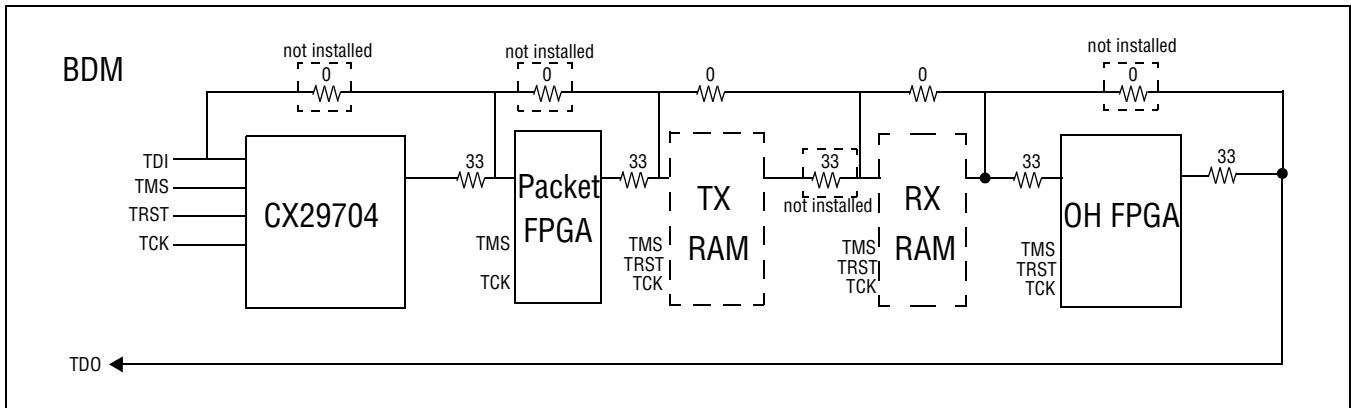 BDM
not installed
0
not installed
0
0
0
not installed
0
TDI
TMS
TRST
TCK
CX29704
33
Packet
FPGA
TMS
TCK
33
TX
RAM
TMS
TRST
TCK
33
not installed
RX
RAM
TMS
TRST
TCK
33
OH FPGA
TMS
TRST
TCK
33
TDO